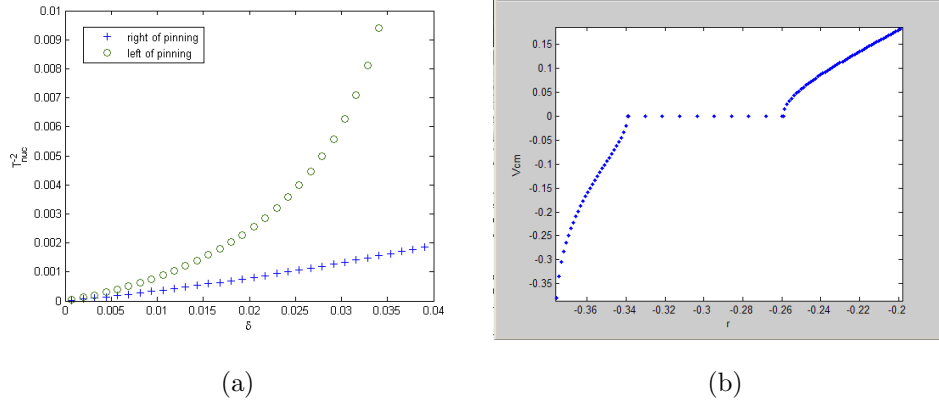 0.01
0.009
0.008
0.007
0.006
0.005
0.004
0.003
0.002
0.001
0
T-2
nuc
right of pinning
left of pinning
0 0.005 0.01 0.015 0.02 0.025 0.03 0.035 0.04
δ
(a)
0.15
0.1
0.05
0
-0.05
-0.1
-0.15
-0.2
-0.25
-0.3
-0.35
Vcm
-0.36 -0.34 -0.32 -0.3 -0.28 -0.26 -0.24 -0.22 -0.2
r
(b)